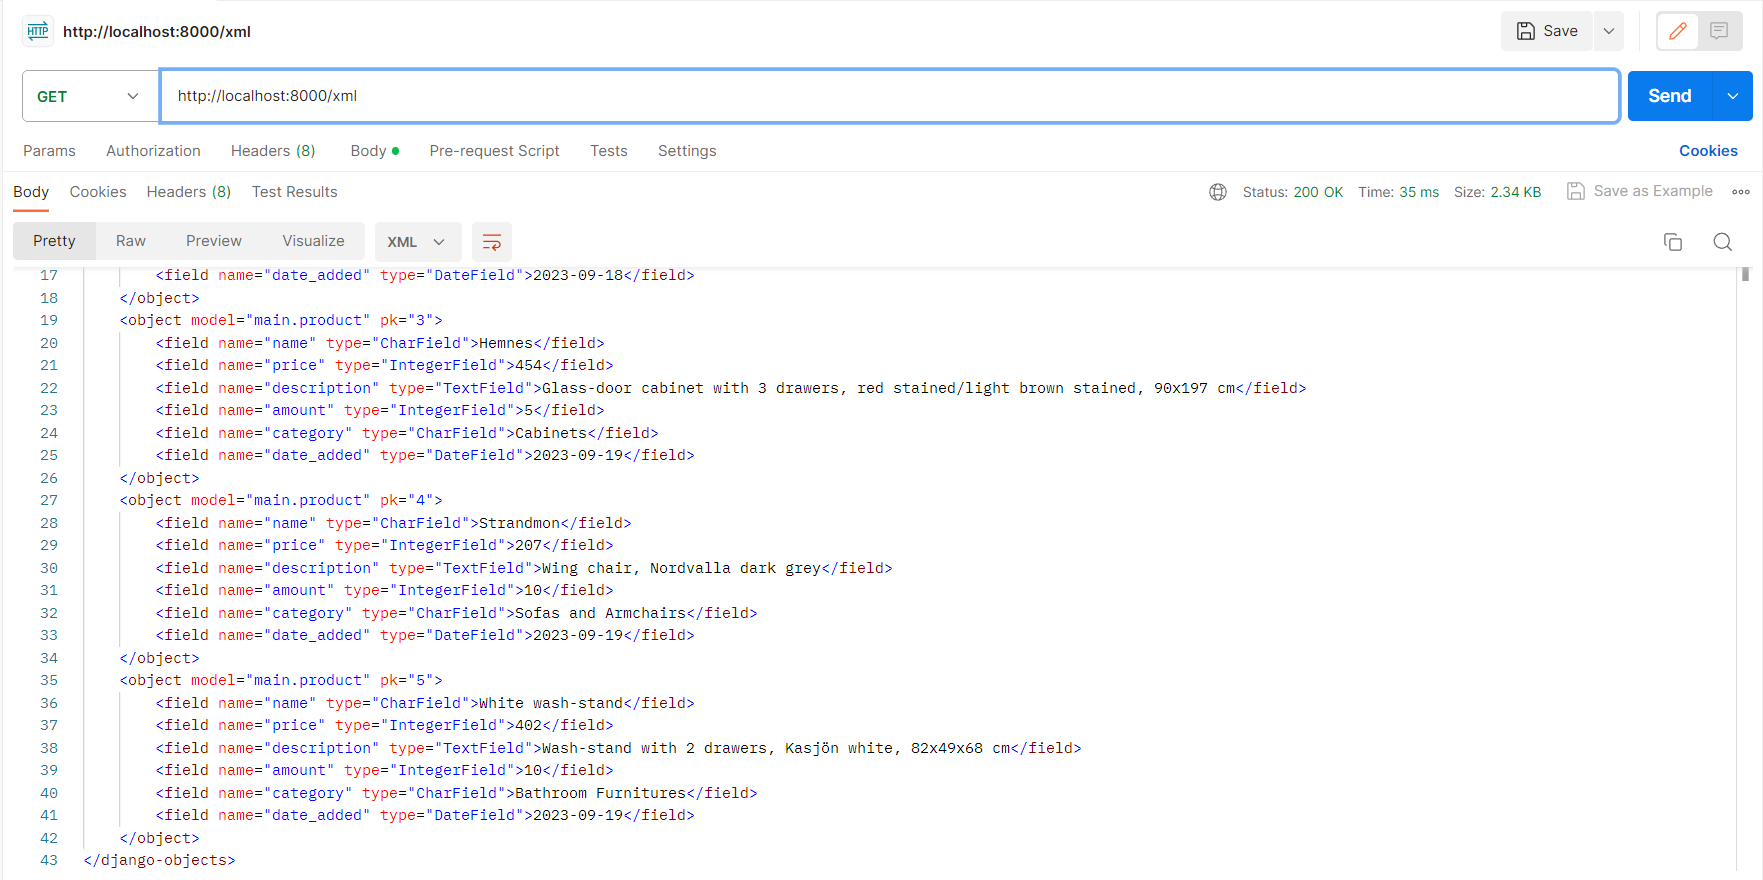 HTTP http://localhost:8000/xml Save
GET http://localhost:8000/xml Send
Params Authorization Headers (8) Body Pre-request Script Tests Settings Cookies
Body Cookies Headers (8) Test Results Status: 200 OK Time: 35 ms Size: 2.34 KB Save as Example
Pretty Raw Preview Visualize XML
17 <field name="date_added" type="DateField">2023-09-18</field>
18 </object>
19 <object model="main.product" pk="3">
20 <field name="name" type="CharField">Hemnes</field>
21 <field name="price" type="IntegerField">454</field>
22 <field name="description" type="TextField">Glass-door cabinet with 3 drawers, red stained/light brown stained, 90x197 cm</field>
23 <field name="amount" type="IntegerField">5</field>
24 <field name="category" type="CharField">Cabinets</field>
25 <field name="date_added" type="DateField">2023-09-19</field>
26 </object>
27 <object model="main.product" pk="4">
28 <field name="name" type="CharField">Strandmon</field>
29 <field name="price" type="IntegerField">207</field>
30 <field name="description" type="TextField">Wing chair, Nordvalla dark grey</field>
31 <field name="amount" type="IntegerField">10</field>
32 <field name="category" type="CharField">Sofas and Armchairs</field>
33 <field name="date_added" type="DateField">2023-09-19</field>
34 </object>
35 <object model="main.product" pk="5">
36 <field name="name" type="CharField">White wash-stand</field>
37 <field name="price" type="IntegerField">402</field>
38 <field name="description" type="TextField">Wash-stand with 2 drawers, Kasjön white, 82x49x68 cm</field>
39 <field name="amount" type="IntegerField">10</field>
40 <field name="category" type="CharField">Bathroom Furnitures</field>
41 <field name="date_added" type="DateField">2023-09-19</field>
42 </object>
43 </django-objects>